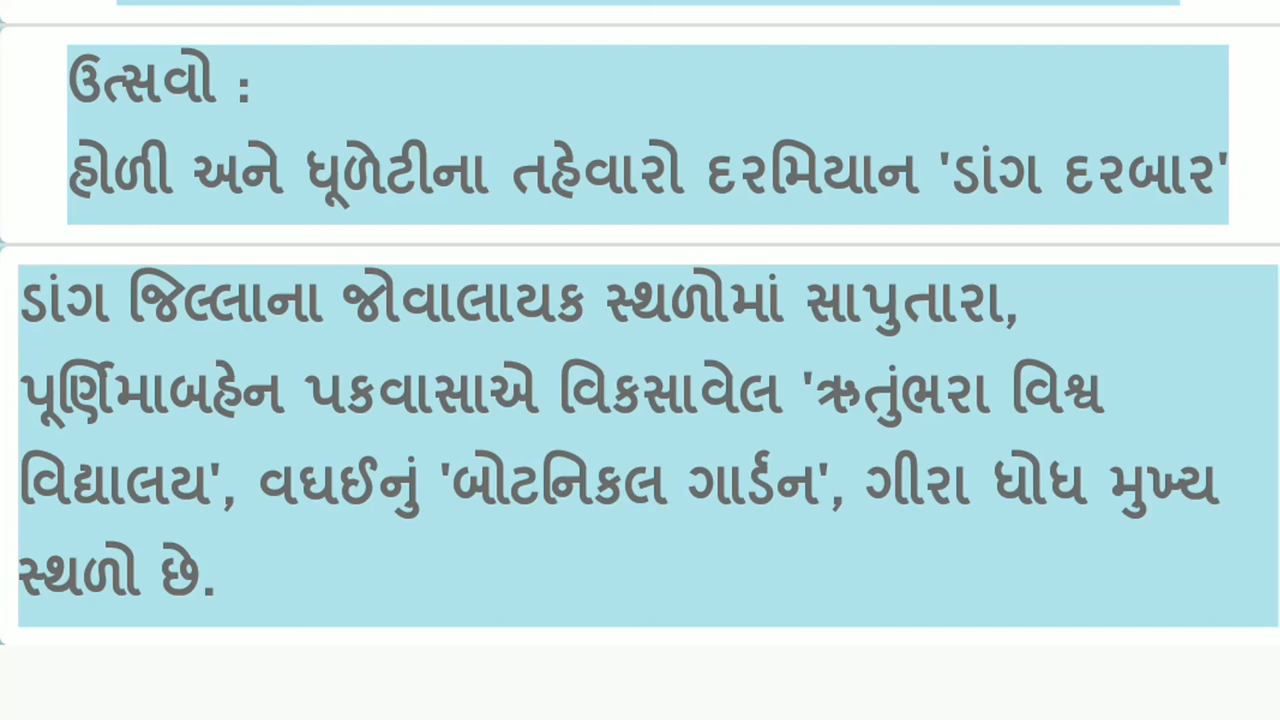 ઉત્સવો :
હોળી અને ધૂળેટીના તહેવારો દરમિયાન 'ડાંગ દરબાર'
ડાંગ જિલ્લાના જોવાલાયક સ્થળોમાં સાપુતારા,
પૂર્ણિમાબહેન પકવાસાએ વિકસાવેલ 'ઋતુંભરા વિશ્વ
વિદ્યાલય', વઘઈનું 'બોટનિકલ ગાર્ડન', ગીરા ધોધ મુખ્ય
સ્થળો છે.